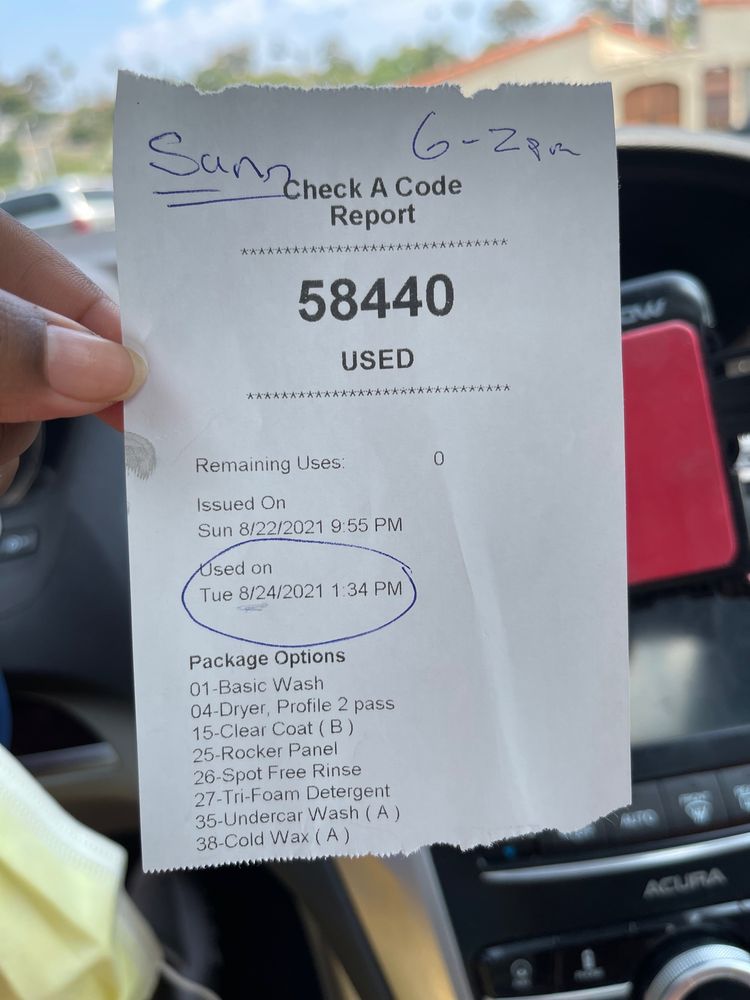 6-2pm
Check A Code
Report
******************************
58440
USED
******************************
Remaining Uses: 0
Issued On
Sun 8/22/2021 9:55 PM
Used on
Tue 8/24/2021 1:34 PM
Package Options
01-Basic Wash
04-Dryer, Profile 2 pass
15-Clear Coat ( B )
25-Rocker Panel
26-Spot Free Rinse
27-Tri-Foam Detergent
35-Undercar Wash ( A )
38-Cold Wax ( A )
AUTO
ACURA